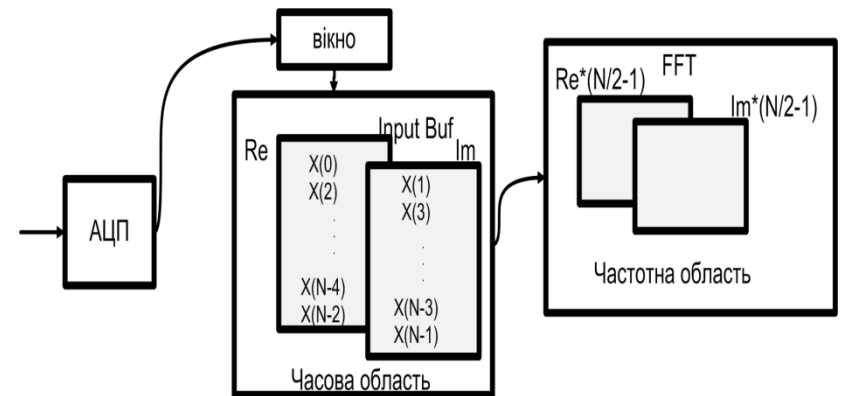 вікно
АЦП
Input Buf
Re
Im
X(0)
X(2)
.
.
.
X(N-4)
X(N-2)
X(1)
X(3)
.
.
.
X(N-3)
X(N-1)
Часова область
FFT
Re*(N/2-1)
Im*(N/2-1)
Частотна область